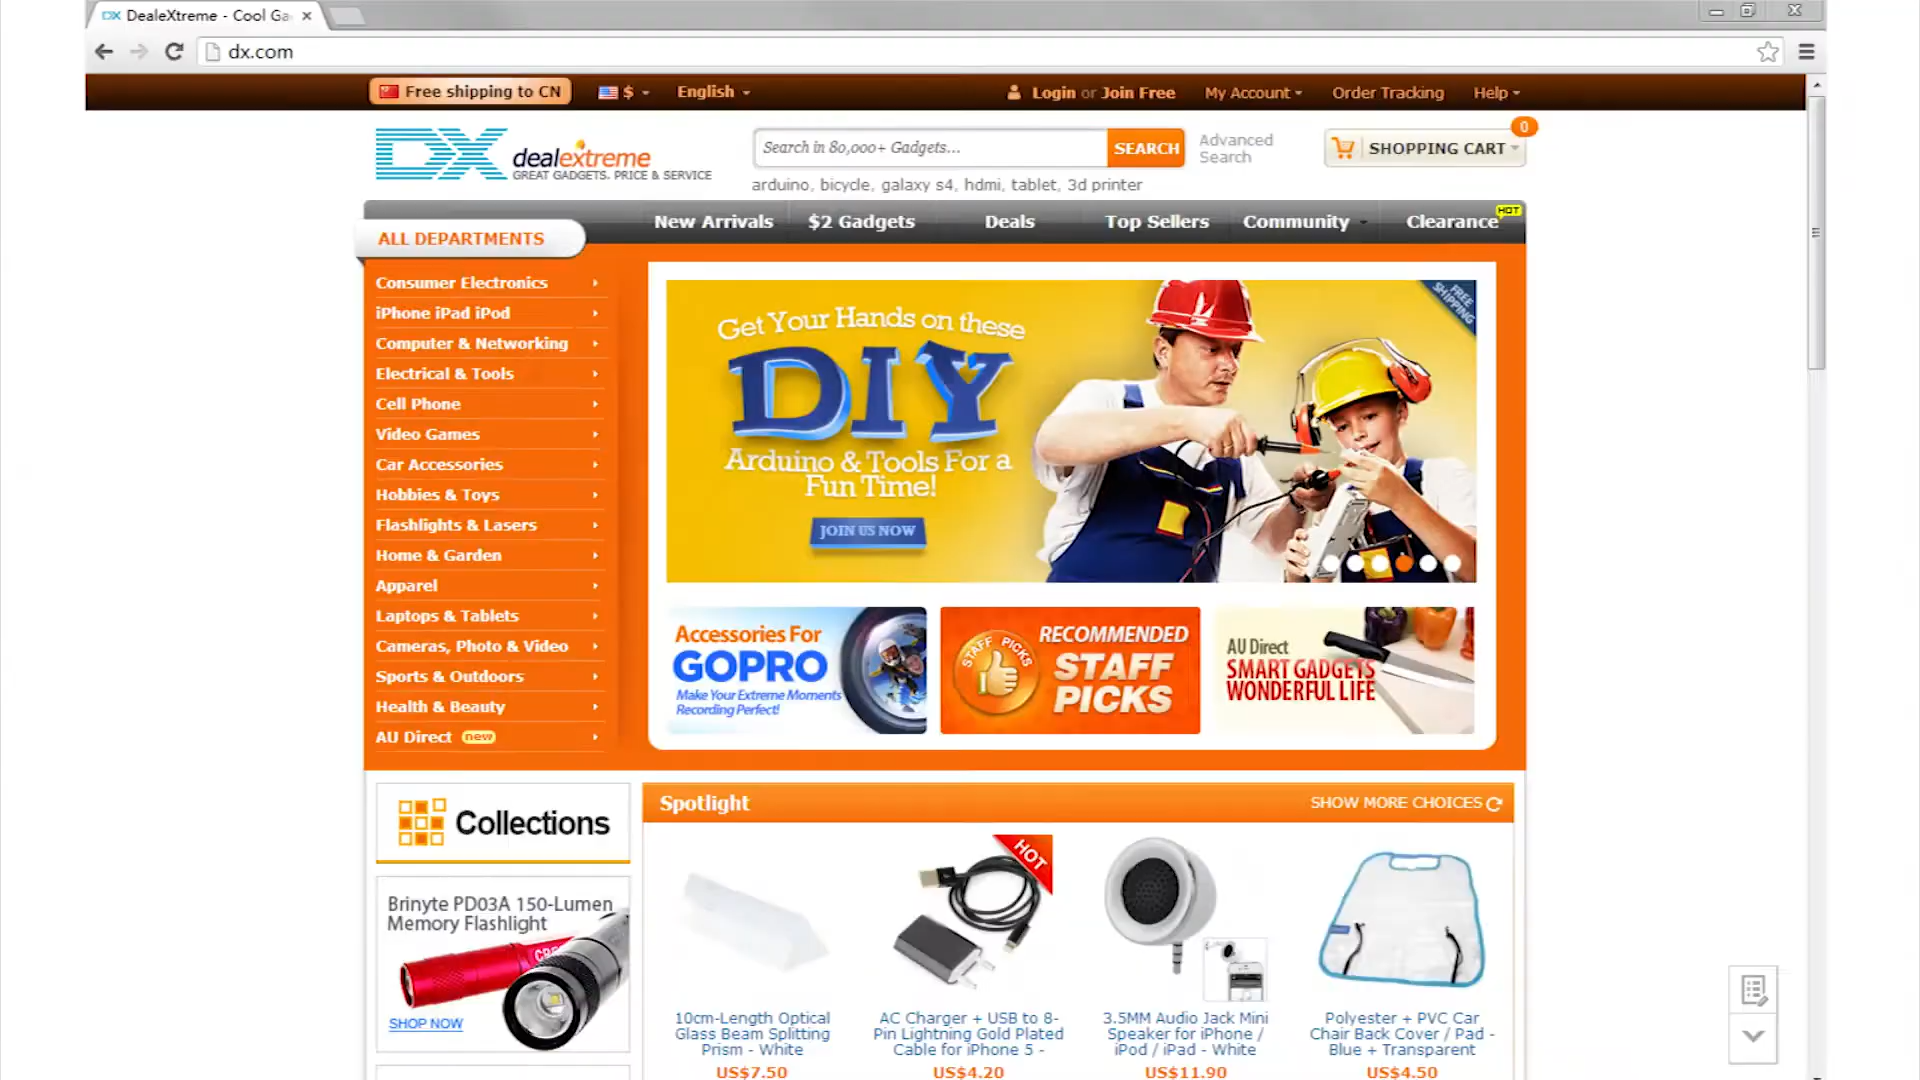 DX DealeXtreme - Cool Ga
dx.com
Free shipping to CN
$
English
Login or Join Free
My Account
Order Tracking
Help
DX dealextreme
GREAT GADGETS. PRICE & SERVICE
Search in 80,000+ Gadgets...
SEARCH
Advanced
Search
0
SHOPPING CART
arduino, bicycle, galaxy s4, hdmi, tablet, 3d printer
New Arrivals
$2 Gadgets
Deals
Top Sellers
Community
Clearance
HOT
ALL DEPARTMENTS
Consumer Electronics
iPhone iPad iPod
Computer & Networking
Electrical & Tools
Cell Phone
Video Games
Car Accessories
Hobbies & Toys
Flashlights & Lasers
Home & Garden
Apparel
Laptops & Tablets
Cameras, Photo & Video
Sports & Outdoors
Health & Beauty
AU Direct new
FREE
SHIPPING
Get Your Hands on these
DIY
Arduino & Tools For a
Fun Time!
JOIN US NOW
Accessories For
GOPRO
Make Your Extreme Moments
Recording Perfect!
STAFF PICKS
RECOMMENDED
STAFF
PICKS
AU Direct
SMART GADGETS
WONDERFUL LIFE
Collections
Brinyte PD03A 150-Lumen
Memory Flashlight
CRE
SHOP NOW
Spotlight
SHOW MORE CHOICES
HOT
10cm-Length Optical
Glass Beam Splitting
Prism - White
US$7.50
AC Charger + USB to 8-
Pin Lightning Gold Plated
Cable for iPhone 5 -
US$4.20
3.5MM Audio Jack Mini
Speaker for iPhone /
iPod / iPad - White
US$11.90
Polyester + PVC Car
Chair Back Cover / Pad -
Blue + Transparent
US$4.50